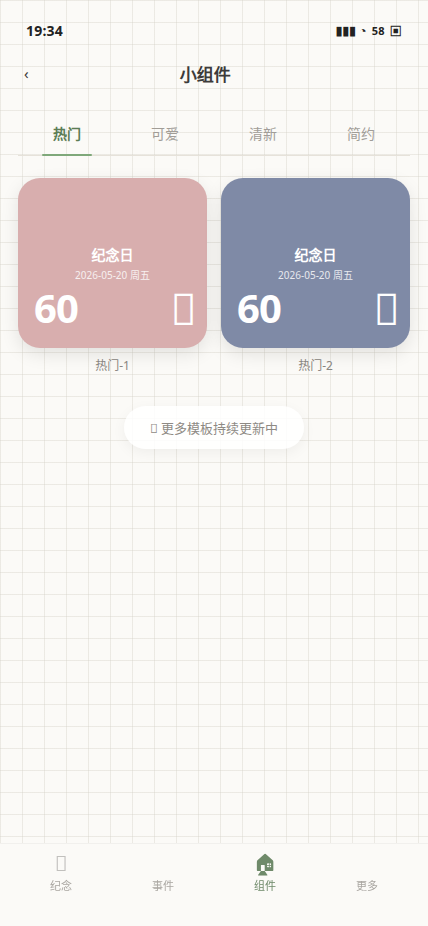 19:34
58
小组件
热门
可爱
清新
简约
纪念日
2026-05-20 周五
60
热门-1
纪念日
2026-05-20 周五
60
热门-2
更多模板持续更新中
纪念
事件
组件
更多